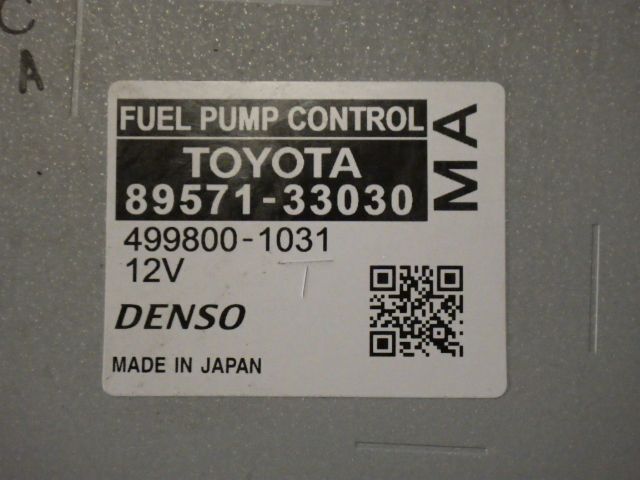 C
A
FUEL PUMP CONTROL
TOYOTA
89571-33030
MA
499800-1031
12V
DENSO
MADE IN JAPAN